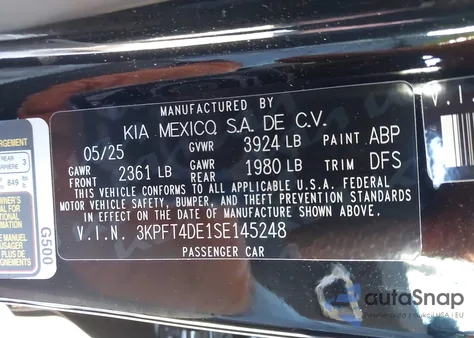 MANUFACTURED BY
KIA MEXICO, S.A. DE C.V.
05/25 GVWR 3924 LB PAINT ABP
GAWR FRONT 2361 LB GAWR REAR 1980 LB TRIM DFS
THIS VEHICLE CONFORMS TO ALL APPLICABLE U.S.A. FEDERAL
MOTOR VEHICLE SAFETY, BUMPER, AND THEFT PREVENTION STANDARDS
IN EFFECT ON THE DATE OF MANUFACTURE SHOWN ABOVE.
V.I.N. 3KPFT4DE1SE145248
PASSENGER CAR
REAR 3
G500
V.I
autoSnap